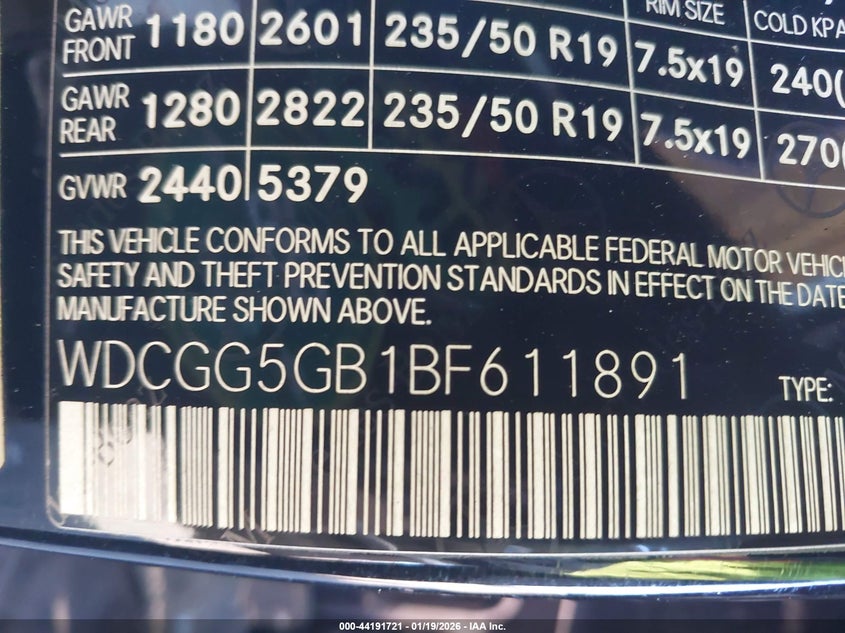 RIM SIZE
COLD KPA
GAWR FRONT 1180 2601 235/50 R19 7.5x19 240(
GAWR REAR 1280 2822 235/50 R19 7.5x19 270(
GVWR 2440 5379
THIS VEHICLE CONFORMS TO ALL APPLICABLE FEDERAL MOTOR VEHIC
SAFETY AND THEFT PREVENTION STANDARDS IN EFFECT ON THE DATE
MANUFACTURE SHOWN ABOVE.
WDCGG5GB1BF611891
TYPE:
000-44191721 - 01/19/2026 - IAA Inc.